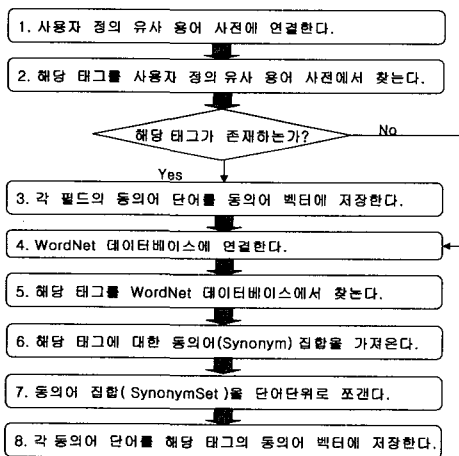 1. 사용자 정의 유사 용어 사전에 연결한다.
2. 해당 태그를 사용자 정의 유사 용어 사전에서 찾는다.
해당 태그가 존재하는가?
No
Yes
3. 각 필드의 동의어 단어를 동의어 벡터에 저장한다.
4. WordNet 데이터베이스에 연결한다.
5. 해당 태그를 WordNet 데이터베이스에서 찾는다.
6. 해당 태그에 대한 동의어(Synonym) 집합을 가져온다.
7. 동의어 집합( SynonymSet )을 단어단위로 쪼갠다.
8. 각 동의어 단어를 해당 태그의 동의어 벡터에 저장한다.